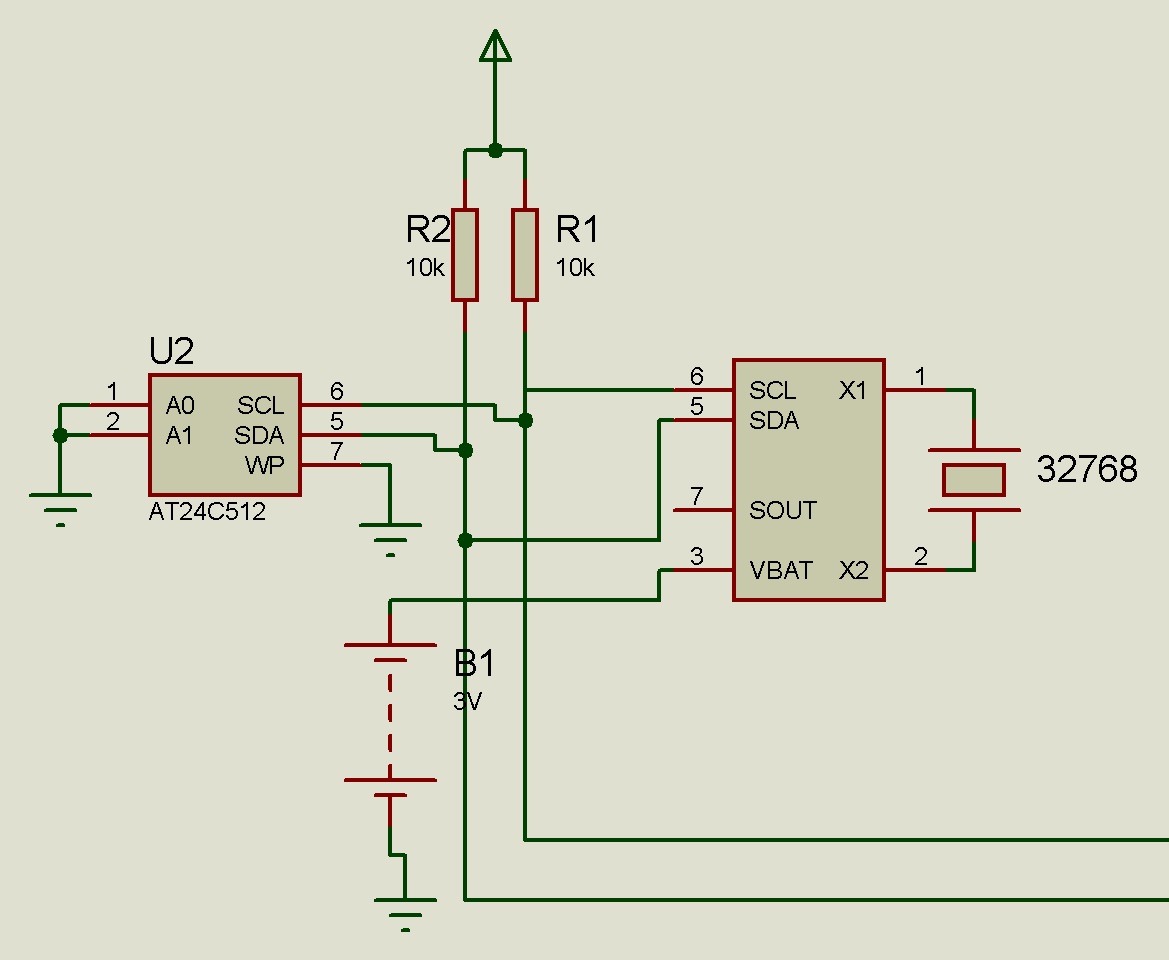 R2
10k
R1
10k
U2
1 A0 SCL 6
2 A1 SDA 5
WP 7
AT24C512
6 SCL X1 1
5 SDA
7 SOUT
3 VBAT X2 2
32768
B1
3V